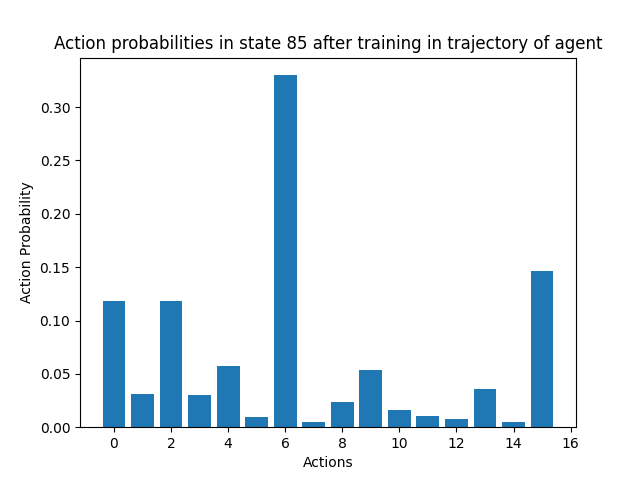 Action probabilities in state 85 after training in trajectory of agent
0.30
0.25
0.20
0.15
0.10
0.05
0.00
Action Probability
0 2 4 6 8 10 12 14 16
Actions